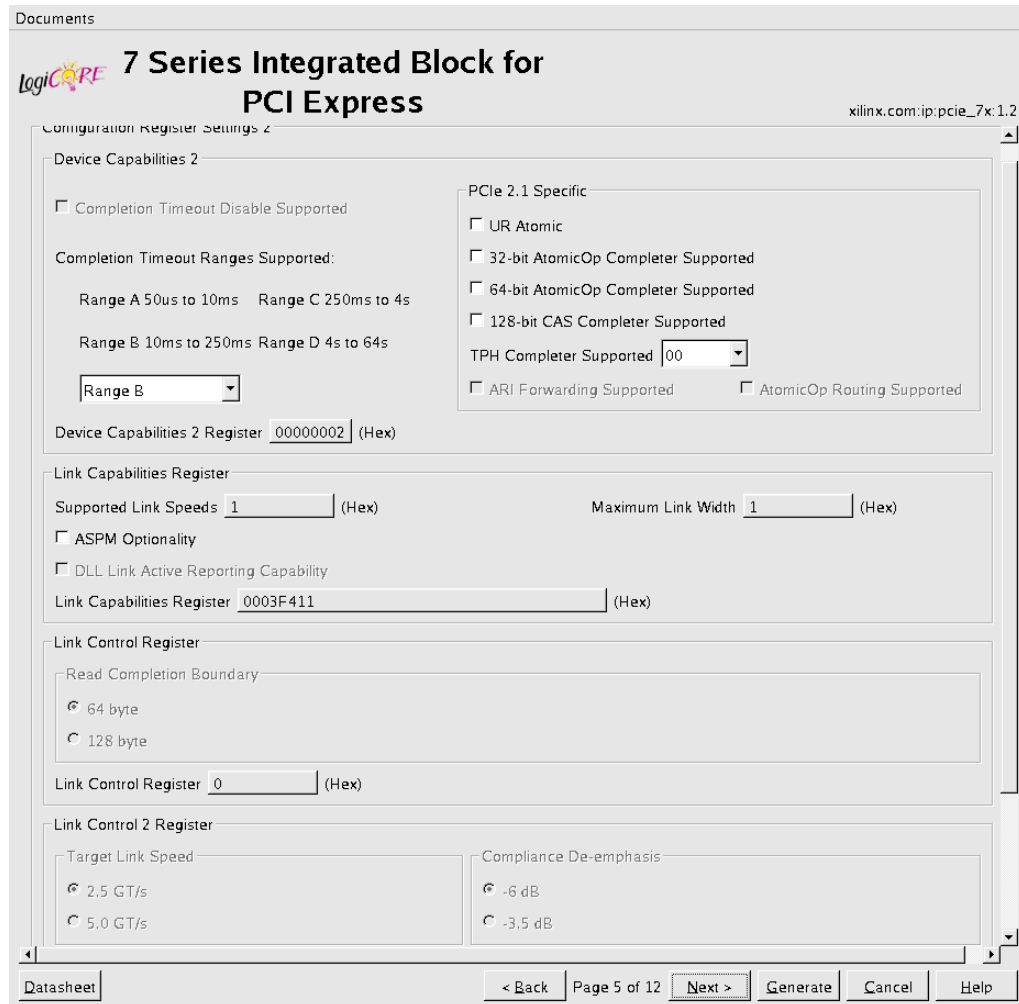 Documents
LogiCORE
7 Series Integrated Block for
PCI Express
xilinx.com:ip:pcie_7x:1.2
Configuration Register Settings 2
Device Capabilities 2
Completion Timeout Disable Supported
Completion Timeout Ranges Supported:
Range A 50us to 10ms Range C 250ms to 4s
Range B 10ms to 250ms Range D 4s to 64s
Range B
Device Capabilities 2 Register 00000002 (Hex)
PCIe 2.1 Specific
UR Atomic
32-bit AtomicOp Completer Supported
64-bit AtomicOp Completer Supported
128-bit CAS Completer Supported
TPH Completer Supported 00
ARI Forwarding Supported AtomicOp Routing Supported
Link Capabilities Register
Supported Link Speeds 1 (Hex) Maximum Link Width 1 (Hex)
ASPM Optionality
DLL Link Active Reporting Capability
Link Capabilities Register 0003F411 (Hex)
Link Control Register
Read Completion Boundary
64 byte
128 byte
Link Control Register 0 (Hex)
Link Control 2 Register
Target Link Speed
2.5 GT/s
5.0 GT/s
Compliance De-emphasis
-6 dB
-3.5 dB
Datasheet < Back Page 5 of 12 Next > Generate Cancel Help